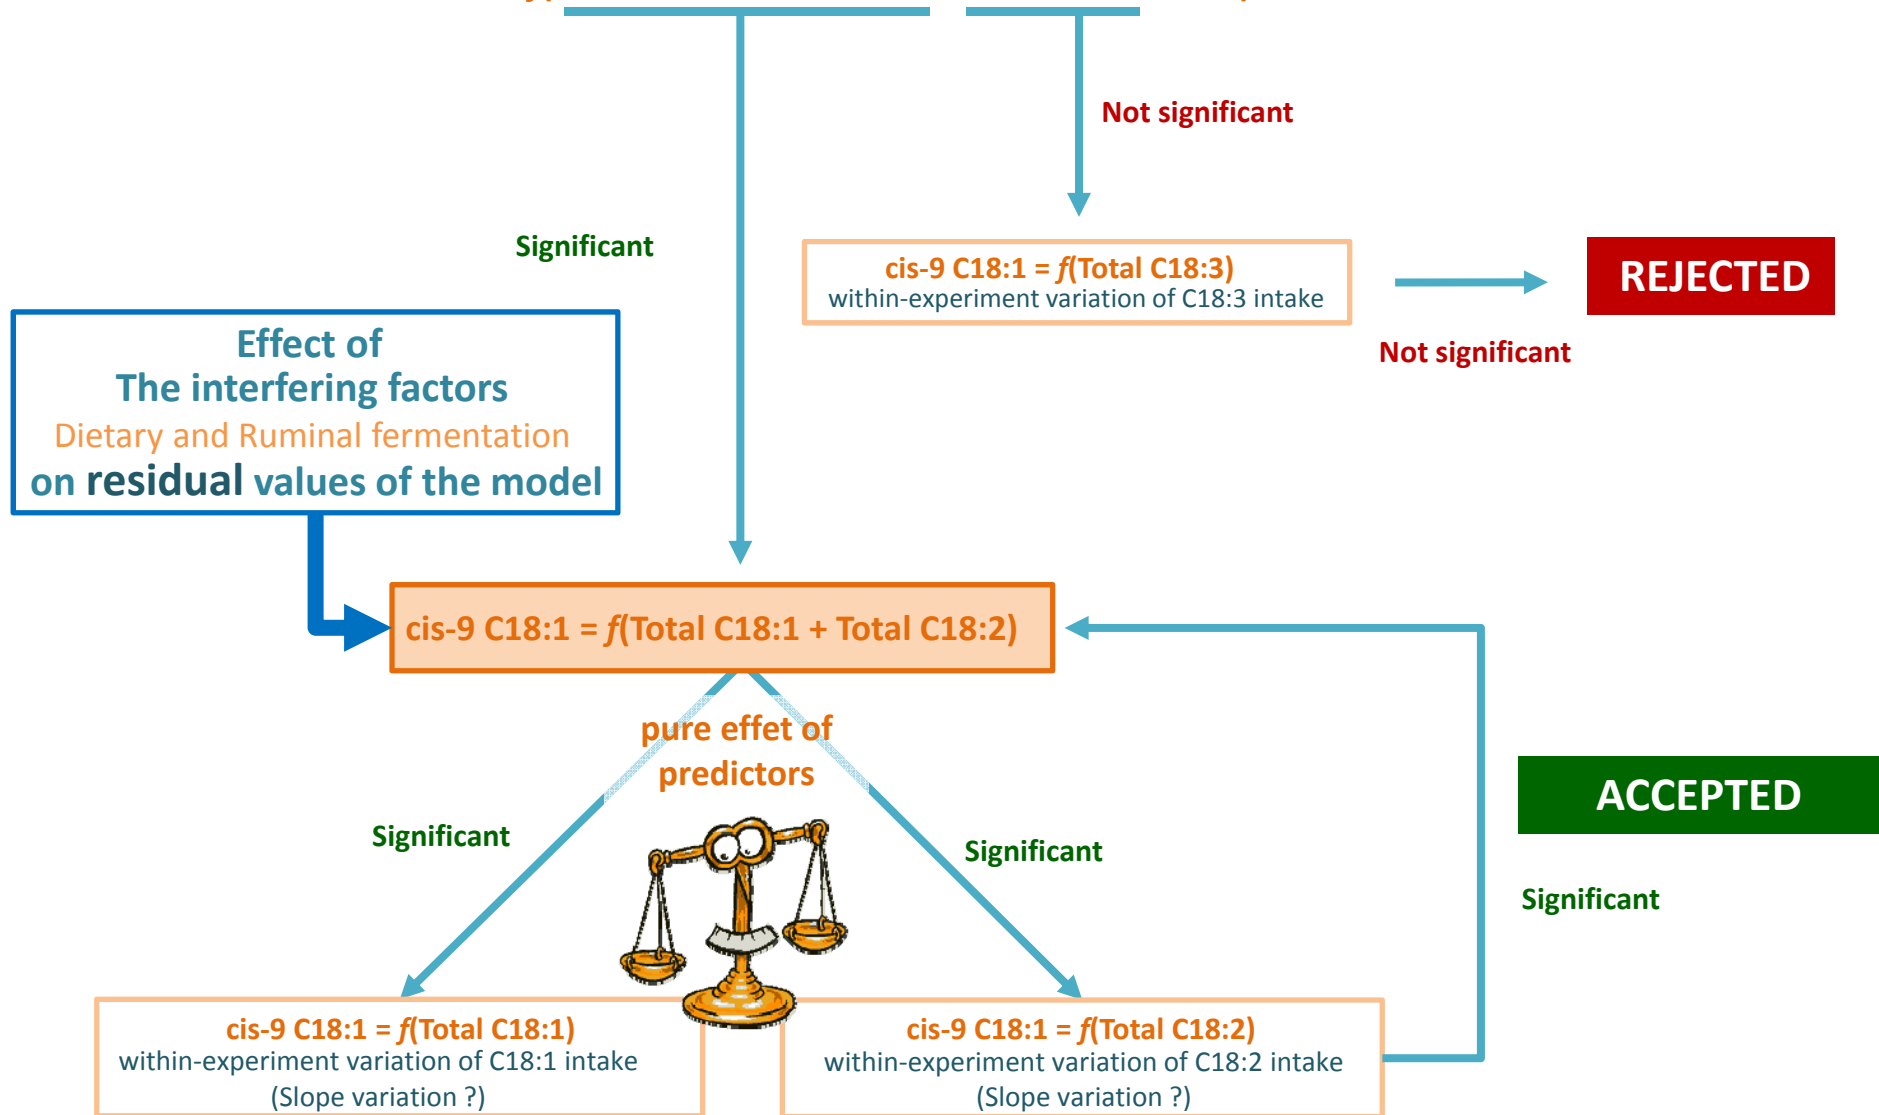 Not significant
Significant
cis-9 C18:1 = f(Total C18:3)
within-experiment variation of C18:3 intake
REJECTED
Not significant
Effect of
The interfering factors
Dietary and Ruminal fermentation
on residual values of the model
cis-9 C18:1 = f(Total C18:1 + Total C18:2)
pure effet of
predictors
ACCEPTED
Significant
Significant
Significant
cis-9 C18:1 = f(Total C18:1)
within-experiment variation of C18:1 intake
(Slope variation ?)
cis-9 C18:1 = f(Total C18:2)
within-experiment variation of C18:2 intake
(Slope variation ?)